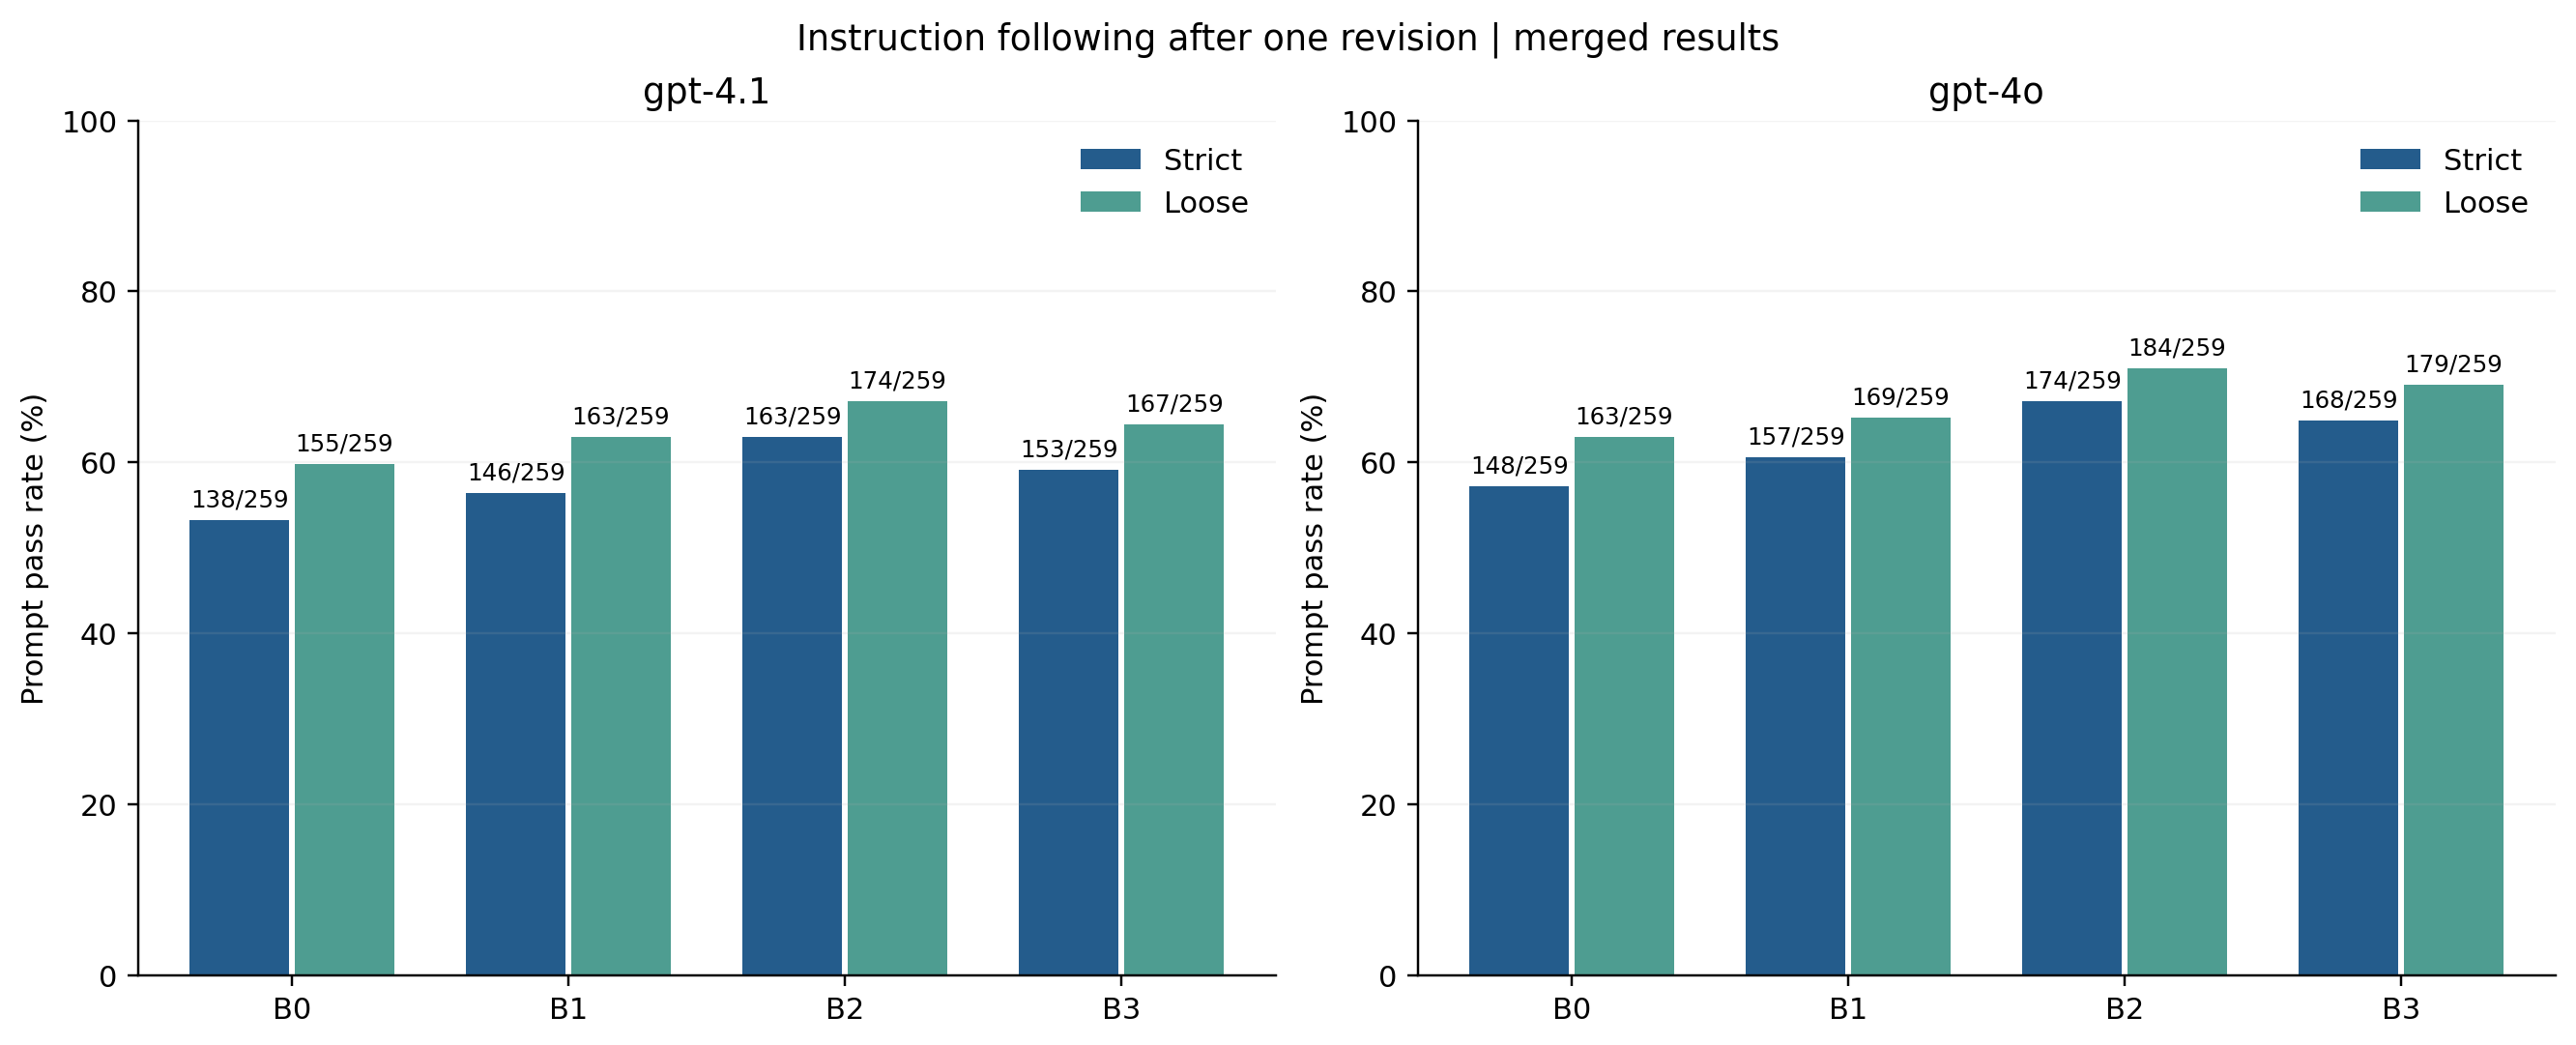 Instruction following after one revision | merged results
gpt-4.1
Prompt pass rate (%)
100
80
60
40
20
0
Strict
Loose
138/259
155/259
146/259
163/259
163/259
174/259
153/259
167/259
B0
B1
B2
B3
gpt-4o
Prompt pass rate (%)
100
80
60
40
20
0
Strict
Loose
148/259
163/259
157/259
169/259
174/259
184/259
168/259
179/259
B0
B1
B2
B3